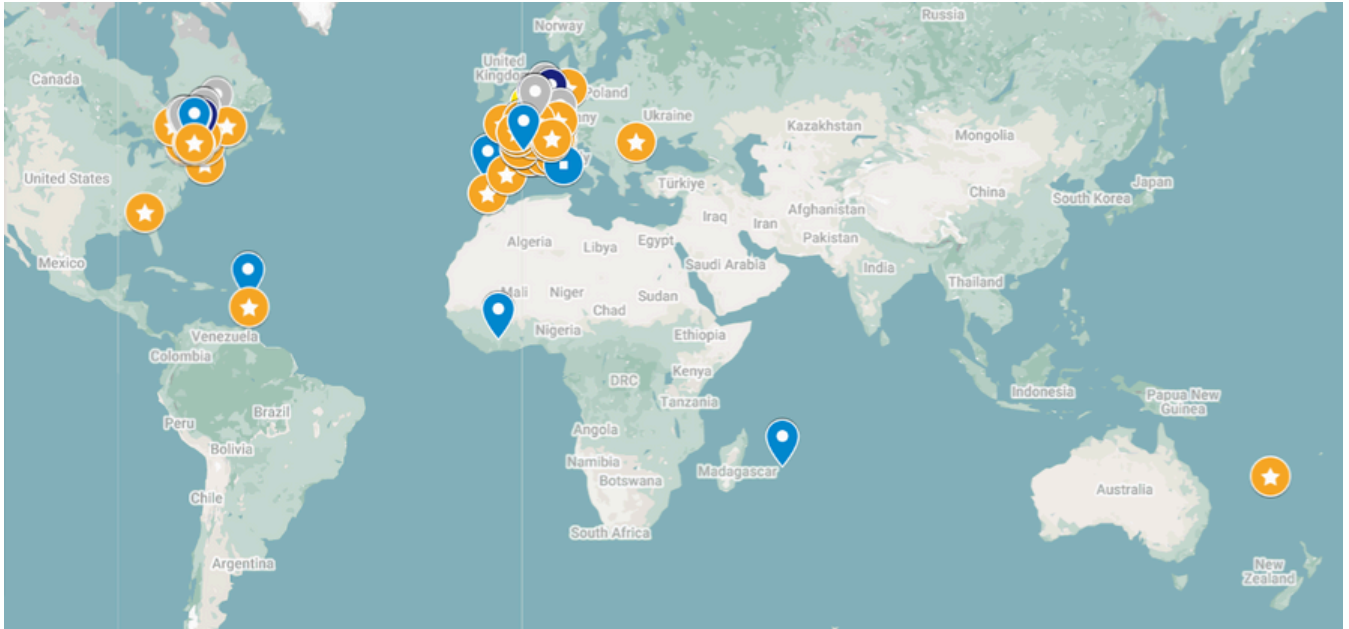 Russia
Norway
Canada
United
Kingdom
Poland
Ukraine
Kazakhstan
Mongolia
United States
Türkiye
China
Japan
South Korea
Iraq
Iran
Afghanistan
Pakistan
Mexico
Algeria
Libya
Egypt
Saudi Arabia
India
Thailand
Mali
Niger
Chad
Sudan
Nigeria
Ethiopia
Venezuela
Colombia
Kenya
DRC
Tanzania
Indonesia
Papua New
Guinea
Brazil
Peru
Angola
Bolivia
Namibia
Botswana
Madagascar
Australia
Chile
South Africa
Argentina
New
Zealand